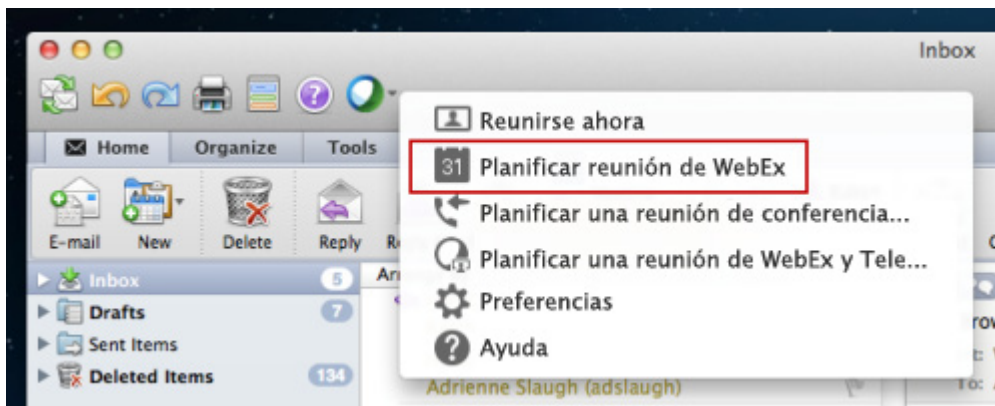 Inbox
Reunirse ahora
Home Organize Tools
31 Planificar reunión de WebEx
Planificar una reunión de conferencia...
E-mail New Delete Reply
Planificar una reunión de WebEx y Tele...
Inbox 5
Preferencias
Drafts 7
Sent Items
Ayuda
Deleted Items 134
Adrienne Slaugh (adslaugh)
To: